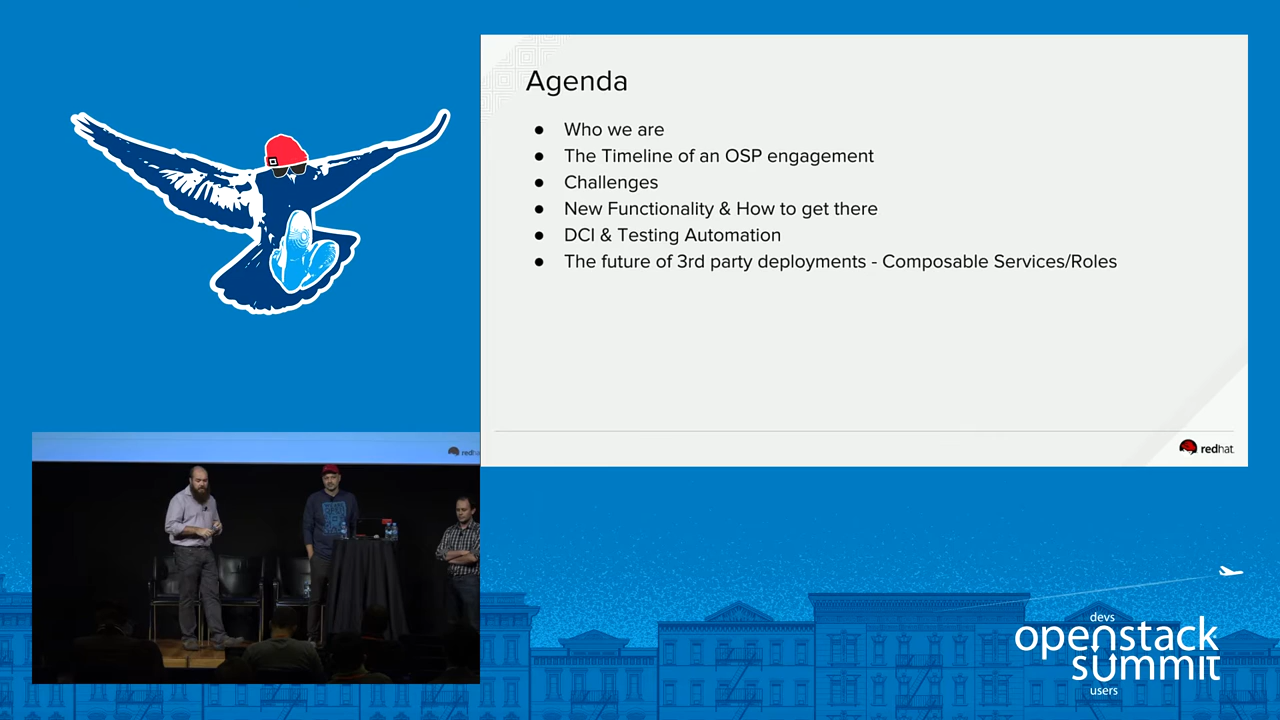 Agenda
● Who we are
● The Timeline of an OSP engagement
● Challenges
● New Functionality & How to get there
● DCI & Testing Automation
● The future of 3rd party deployments - Composable Services/Roles
redhat.
devs
openstack
summit
users